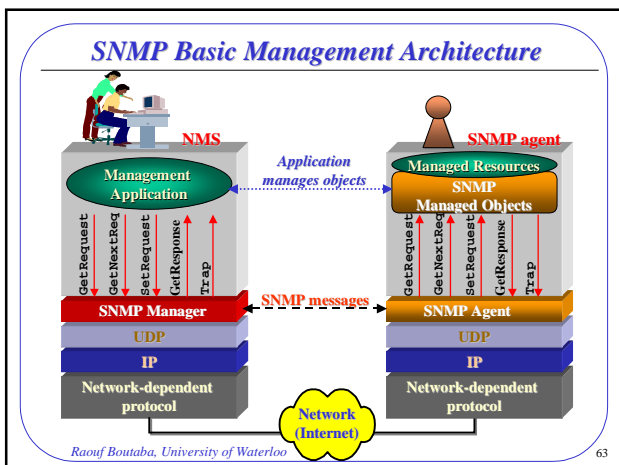 SNMP Basic Management Architecture
NMS
SNMP agent
Management
Application
Application
manages objects
Managed Resources
SNMP
Managed Objects
GetRequest
GetNextReq
SetRequest
GetResponse
Trap
GetRequest
GetNextReq
SetRequest
GetResponse
Trap
SNMP Manager
SNMP messages
SNMP Agent
UDP
UDP
IP
IP
Network-dependent
protocol
Network
(Internet)
Network-dependent
protocol
Raouf Boutaba, University of Waterloo
63